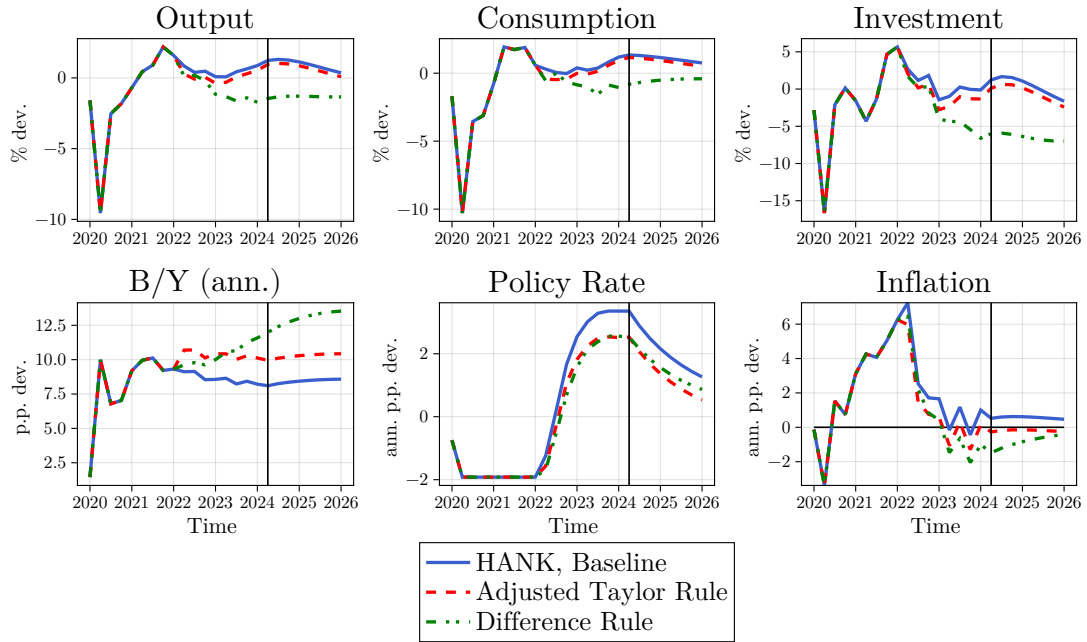 Output
Consumption
Investment
% dev.
0
−5
−10
2020 2021 2022 2023 2024 2025 2026
% dev.
0
−5
−10
2020 2021 2022 2023 2024 2025 2026
% dev.
5
0
−5
−10
−15
2020 2021 2022 2023 2024 2025 2026
B/Y (ann.)
Policy Rate
Inflation
p.p. dev.
12.5
10.0
7.5
5.0
2.5
2020 2021 2022 2023 2024 2025 2026
Time
ann. p.p. dev.
2
0
−2
2020 2021 2022 2023 2024 2025 2026
Time
ann. p.p. dev.
6
4
2
0
−2
2020 2021 2022 2023 2024 2025 2026
Time
HANK, Baseline
Adjusted Taylor Rule
Difference Rule